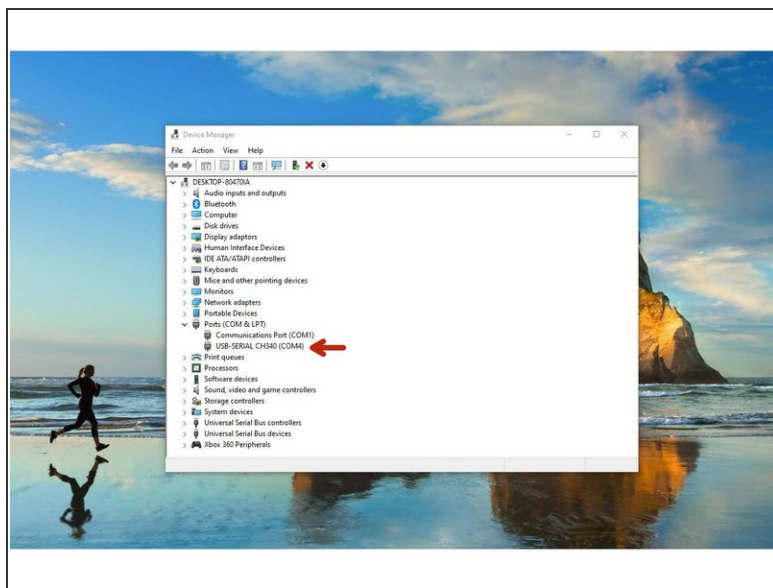 Device Manager
File Action View Help
DESKTOP-80470IA
Audio inputs and outputs
Bluetooth
Computer
Disk drives
Display adaptors
Human Interface Devices
IDE ATA/ATAPI controllers
Keyboards
Mice and other pointing devices
Monitors
Network adapters
Portable Devices
Ports (COM & LPT)
Communications Port (COM1)
USB-SERIAL CH340 (COM4)
Print queues
Processors
Software devices
Sound, video and game controllers
Storage controllers
System devices
Universal Serial Bus controllers
Universal Serial Bus devices
Xbox 360 Peripherals